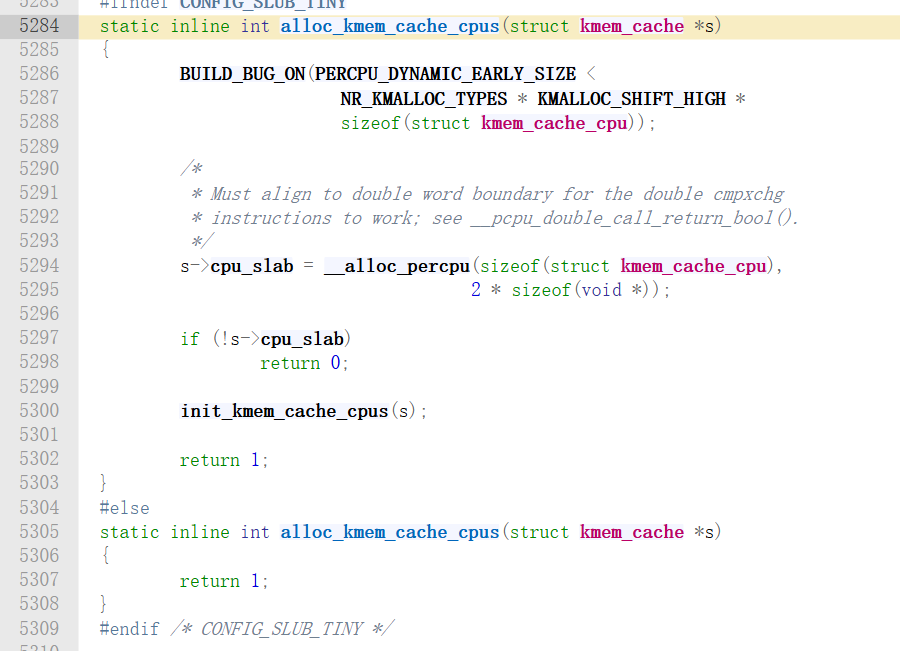 5283 #ifndef CONFIG_SLUB_TINY
5284 static inline int alloc_kmem_cache_cpus(struct kmem_cache *s)
5285 {
5286 BUILD_BUG_ON(PERCPU_DYNAMIC_EARLY_SIZE <
5287 NR_KMALLOC_TYPES * KMALLOC_SHIFT_HIGH *
5288 sizeof(struct kmem_cache_cpu));
5289
5290 /*
5291 * Must align to double word boundary for the double cmpxchg
5292 * instructions to work; see __pcpu_double_call_return_bool().
5293 */
5294 s->cpu_slab = __alloc_percpu(sizeof(struct kmem_cache_cpu),
5295 2 * sizeof(void *));
5296
5297 if (!s->cpu_slab)
5298 return 0;
5299
5300 init_kmem_cache_cpus(s);
5301
5302 return 1;
5303 }
5304 #else
5305 static inline int alloc_kmem_cache_cpus(struct kmem_cache *s)
5306 {
5307 return 1;
5308 }
5309 #endif /* CONFIG_SLUB_TINY */
5310